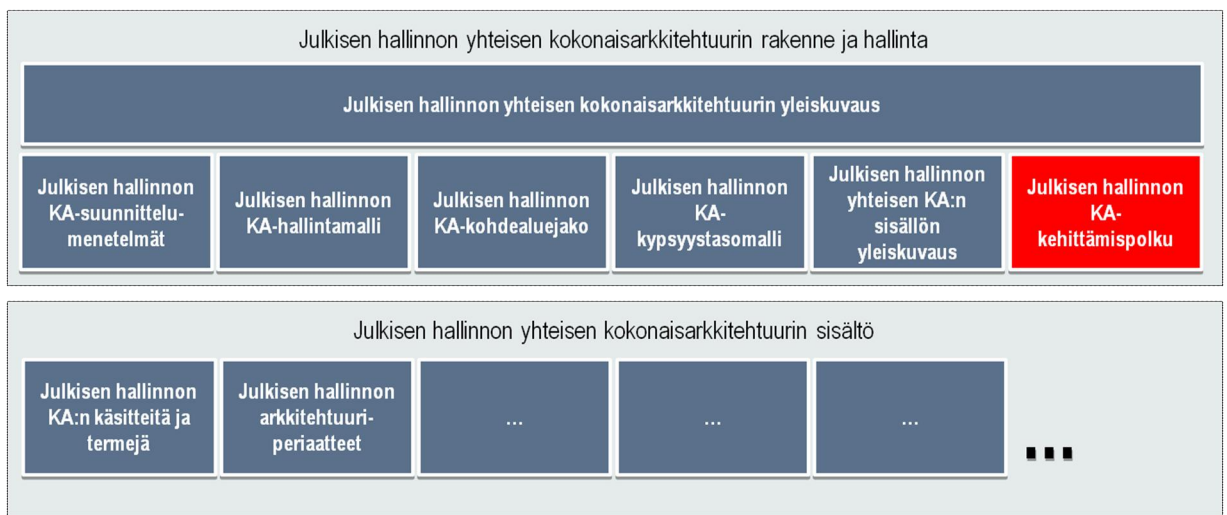 Julkisen hallinnon yhteisen kokonaisarkkitehtuurin rakenne ja hallinta
Julkisen hallinnon yhteisen kokonaisarkkitehtuurin yleiskuvaus
Julkisen hallinnon
KA-suunnittelu-
menetelmät
Julkisen hallinnon
KA-hallintamalli
Julkisen hallinnon
KA-kohdealuejako
Julkisen hallinnon
KA-
kypsyystasomalli
Julkisen hallinnon
yhteisen KA:n
sisällön
yleiskuvaus
Julkisen hallinnon
KA-
kehittämispolku
Julkisen hallinnon yhteisen kokonaisarkkitehtuurin sisältö
Julkisen hallinnon
KA:n käsitteitä ja
termejä
Julkisen hallinnon
arkkitehtuuri-
periaatteet
...
...
...
...